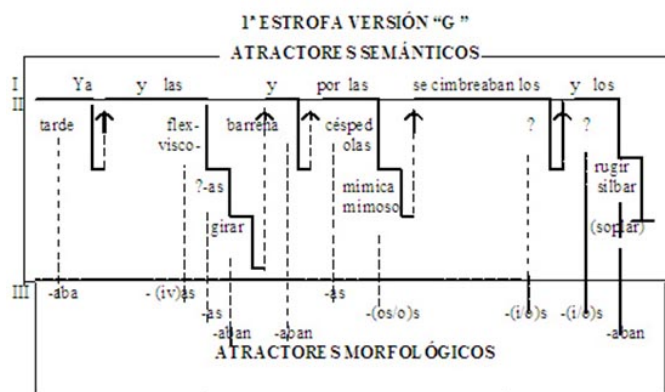 1ª ESTROFA VERSIÓN “G ”
ATRACTORES SEMÁNTICOS
I Ya y las y por las se cimbreaban los y los
II
tarde flex- barrena césped ? ?
visco- olas
?-as mimica rugir
mimoso silbar
girar (soplar)
III -aba - (iv)as -as -(i/o)s -(i/o)s
-as -(os/o)s
-aban -aban -aban
ATRACTORES MORFOLÓGICOS